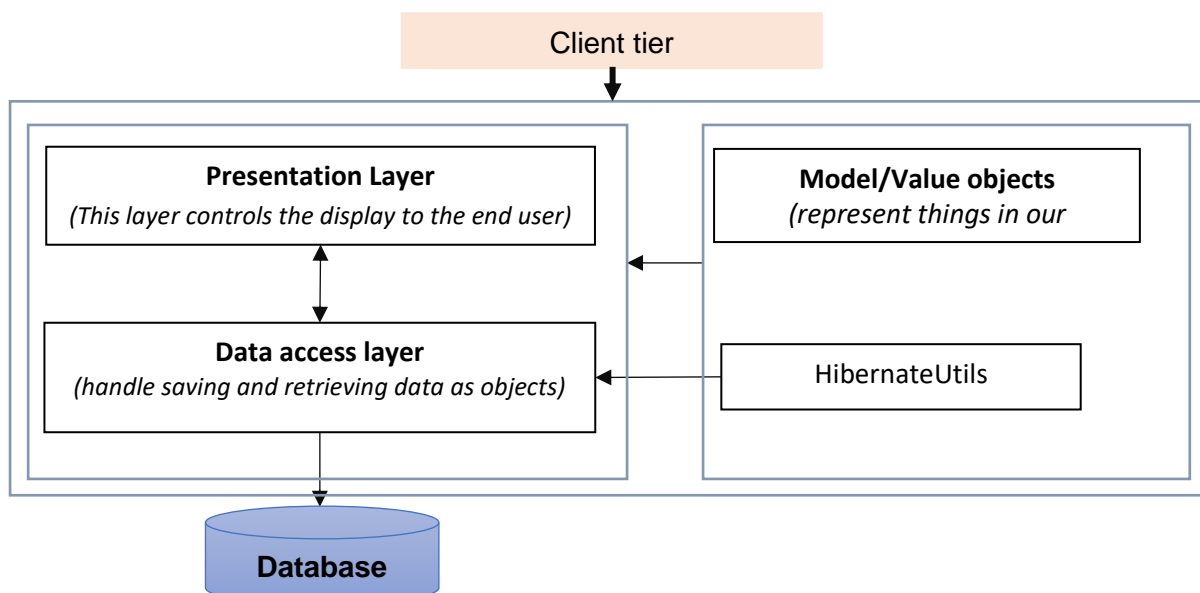 Client tier
Presentation Layer
(This layer controls the display to the end user)
Model/Value objects
(represent things in our
Data access layer
(handle saving and retrieving data as objects)
HibernateUtils
Database